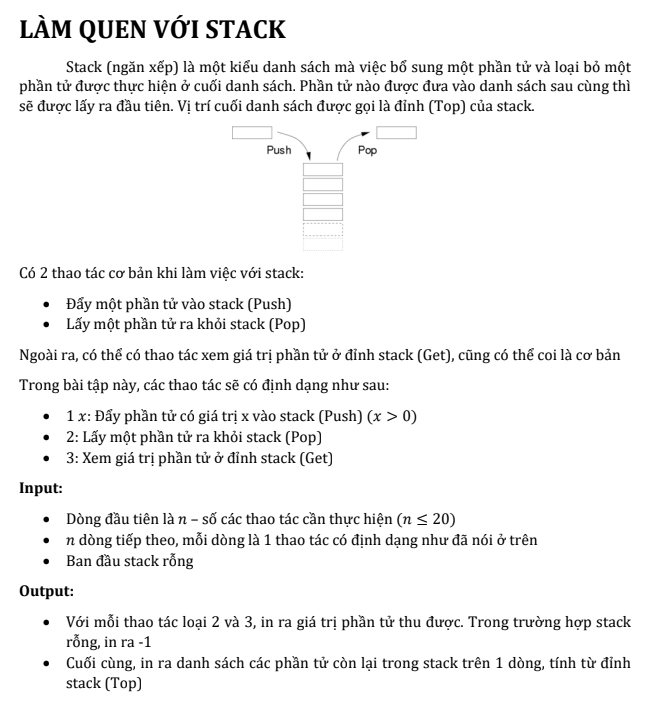 LÀM QUEN VỚI STACK
Stack (ngăn xếp) là một kiểu danh sách mà việc bổ sung một phần tử và loại bỏ một
phần tử được thực hiện ở cuối danh sách. Phần tử nào được đưa vào danh sách sau cùng thì
sẽ được lấy ra đầu tiên. Vị trí cuối danh sách được gọi là đỉnh (Top) của stack.
Push Pop
Có 2 thao tác cơ bản khi làm việc với stack:
• Đẩy một phần tử vào stack (Push)
• Lấy một phần tử ra khỏi stack (Pop)
Ngoài ra, có thể có thao tác xem giá trị phần tử ở đỉnh stack (Get), cũng có thể coi là cơ bản
Trong bài tập này, các thao tác sẽ có định dạng như sau:
• 1 x: Đẩy phần tử có giá trị x vào stack (Push) (x > 0)
• 2: Lấy một phần tử ra khỏi stack (Pop)
• 3: Xem giá trị phần tử ở đỉnh stack (Get)
Input:
• Dòng đầu tiên là n – số các thao tác cần thực hiện (n ≤ 20)
• n dòng tiếp theo, mỗi dòng là 1 thao tác có định dạng như đã nói ở trên
• Ban đầu stack rỗng
Output:
• Với mỗi thao tác loại 2 và 3, in ra giá trị phần tử thu được. Trong trường hợp stack
rỗng, in ra -1
• Cuối cùng, in ra danh sách các phần tử còn lại trong stack trên 1 dòng, tính từ đỉnh
stack (Top)